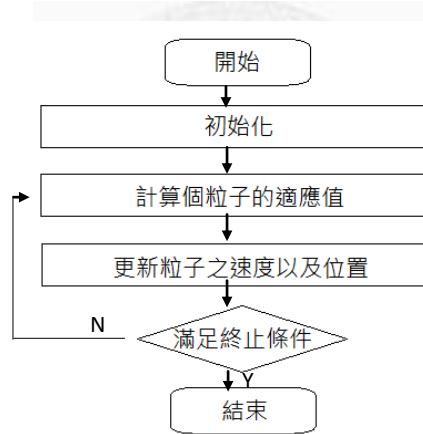 開始
初始化
計算個粒子的適應值
更新粒子之速度以及位置
N
滿足終止條件
Y
結束